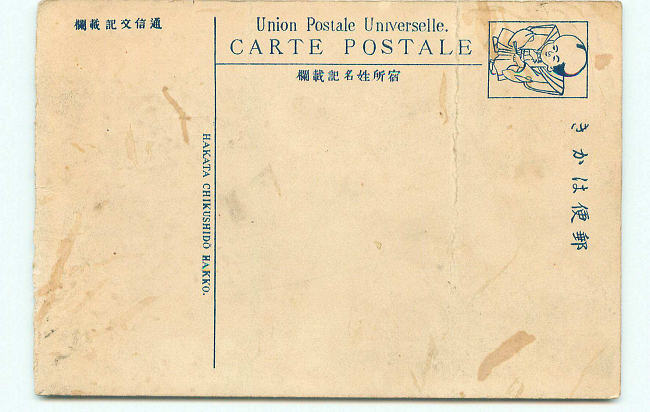 通信文記載欄
Union Postale Universelle.
CARTE POSTALE
宿所姓名記載欄
郵便はかき
HAKATA CHIKUSHIDŌ HAKKO.